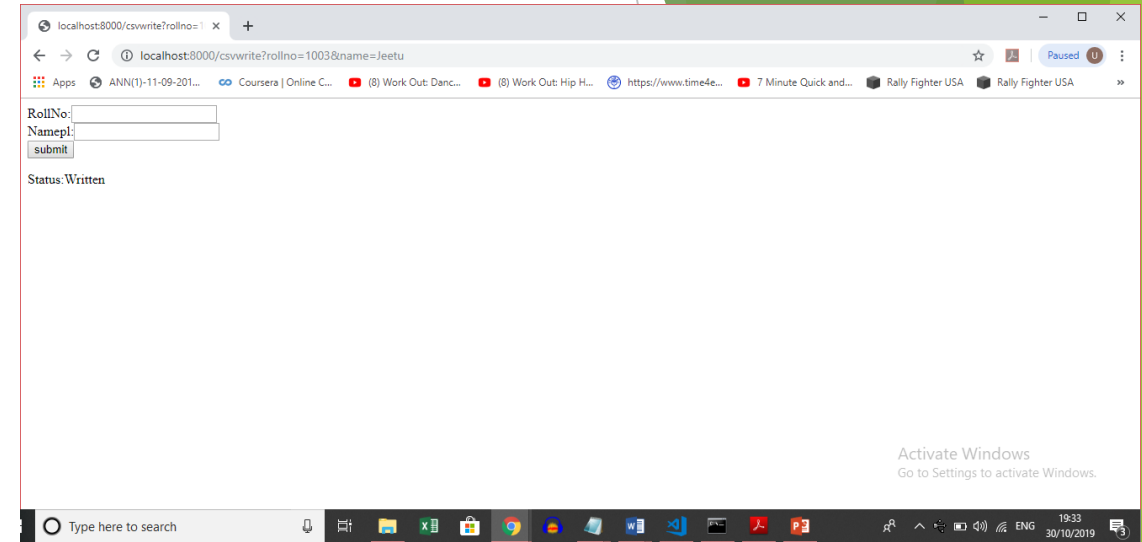 localhost:8000/csvwrite?rollno=1
localhost:8000/csvwrite?rollno=1003&name=Jeetu
Paused U
Apps ANN(1)-11-09-201... Coursera | Online C... (8) Work Out: Danc... (8) Work Out: Hip H... https://www.time4e... 7 Minute Quick and... Rally Fighter USA Rally Fighter USA »
RollNo:
Namepl:
submit
Status:Written
Activate Windows
Go to Settings to activate Windows.
Type here to search
ENG
19:33
30/10/2019
3